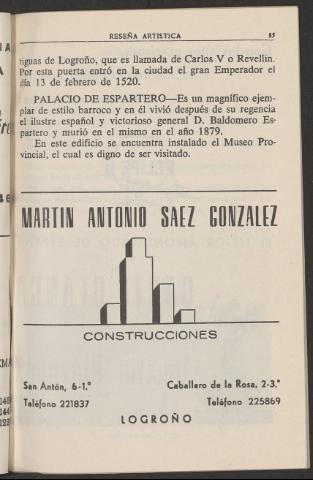 RESEÑA ARTISTICA 85
tiguas de Logroño, que es llamada de Carlos V o Revellín.
Por esta puerta entró en la ciudad el gran Emperador el
día 13 de febrero de 1520.
PALACIO DE ESPARTERO—Es un magnífico ejem-
plar de estilo barroco y en él vivió después de su regencia
el ilustre español y victorioso general D. Baldomero Es-
partero y murió en el mismo en el año 1879.
En este edificio se encuentra instalado el Museo Pro-
vincial, el cual es digno de ser visitado.
MARTIN ANTONIO SAEZ GONZALEZ
CONSTRUCCIONES
San Antón, 6-1.º Caballero de la Rosa, 2-3.º
Teléfono 221837 Teléfono 225869
LOGROÑO